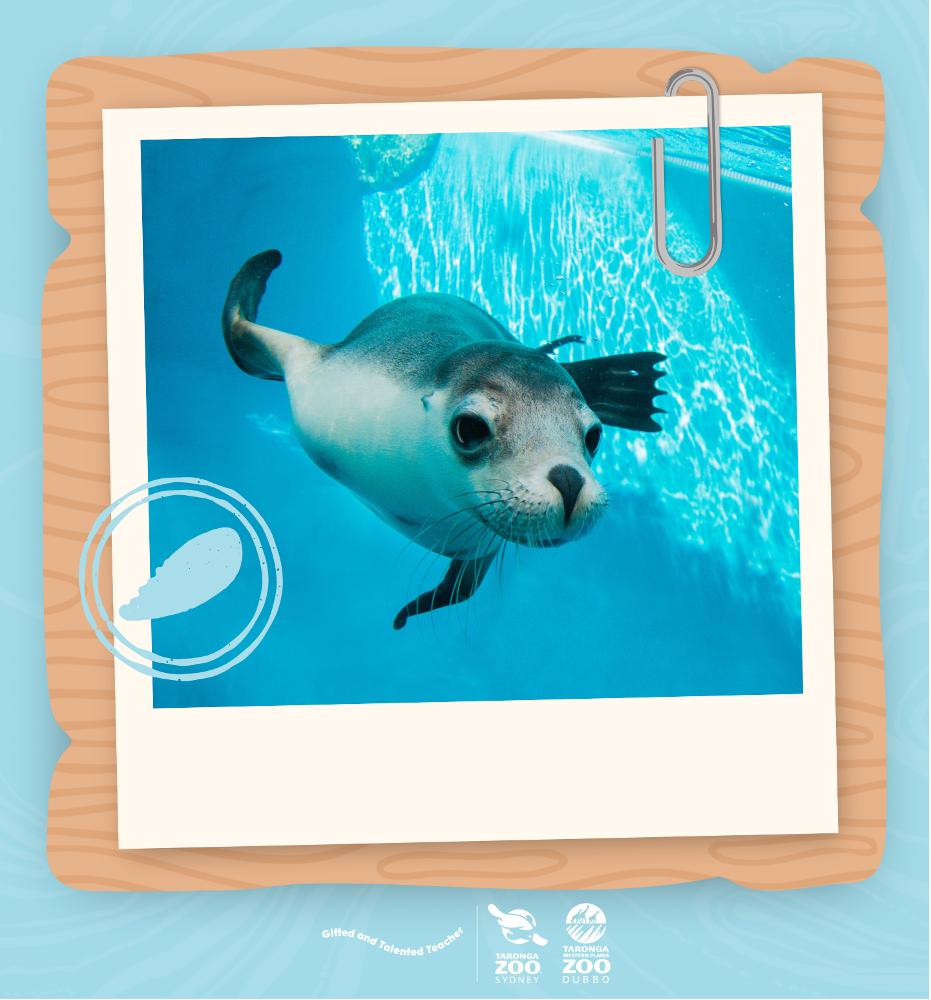 Gifted and Talented Teacher
TARONGA
ZOO
SYDNEY
TARONGA
WESTERN PLAINS
ZOO
DUBBO